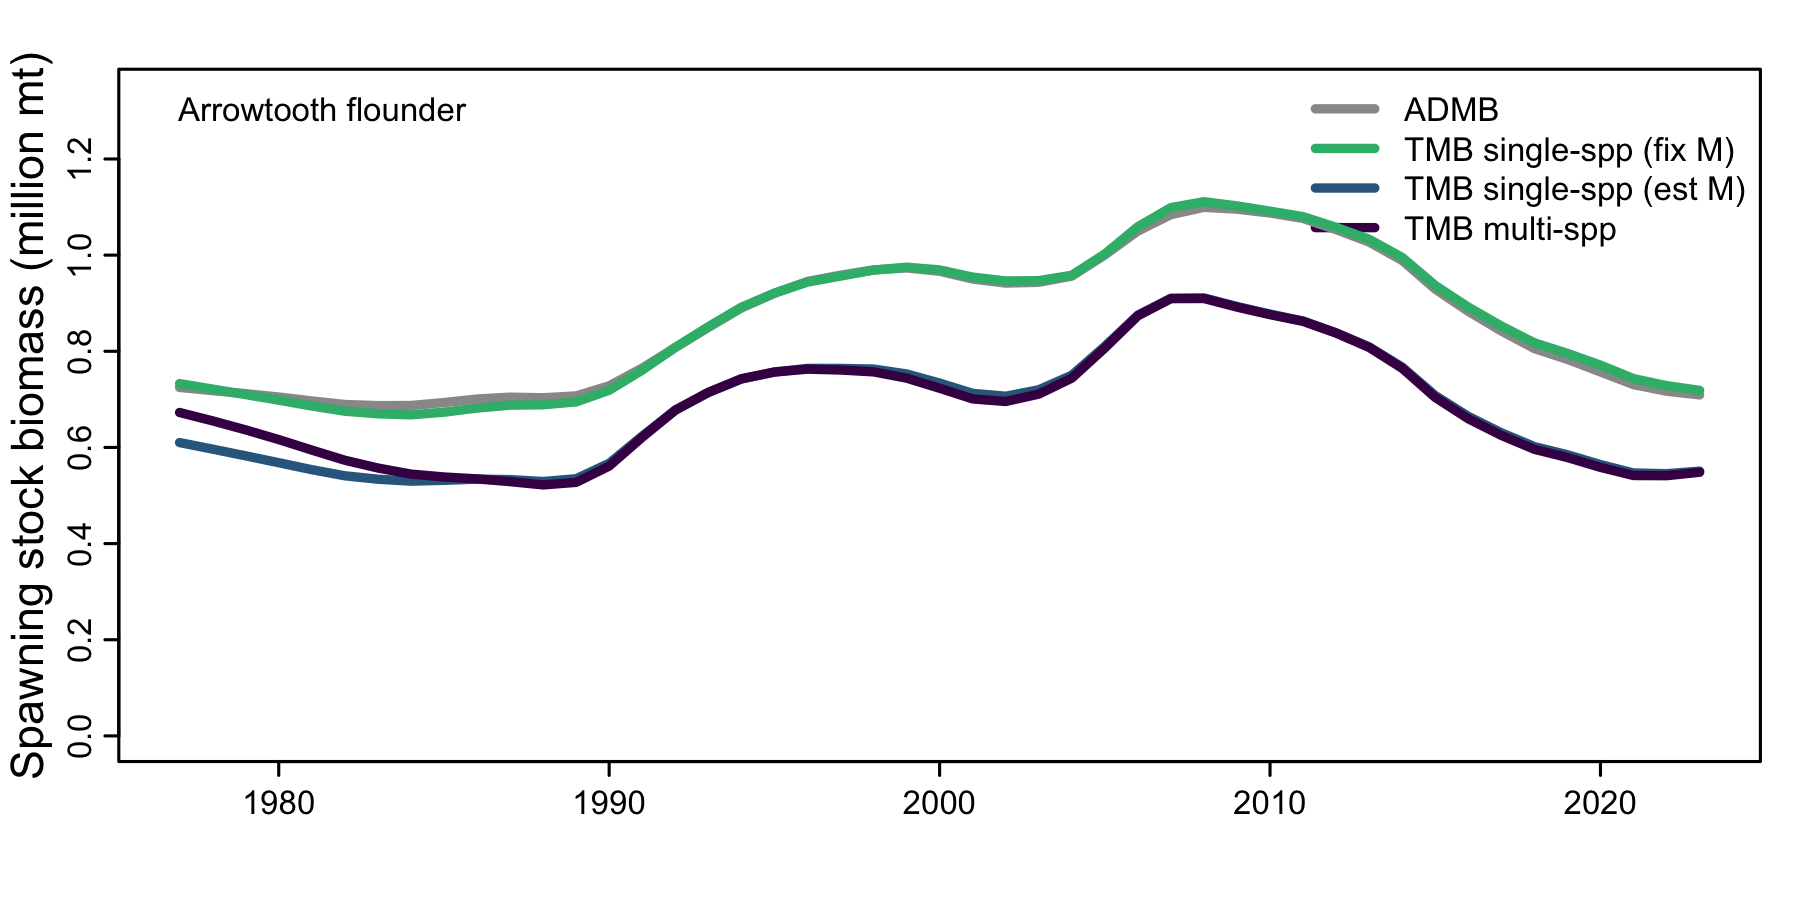 Arrowtooth flounder
ADMB
TMB single-spp (fix M)
TMB single-spp (est M)
TMB multi-spp
Spawning stock biomass (million mt)
1.2
1.0
0.8
0.6
0.4
0.2
0.0
1980
1990
2000
2010
2020